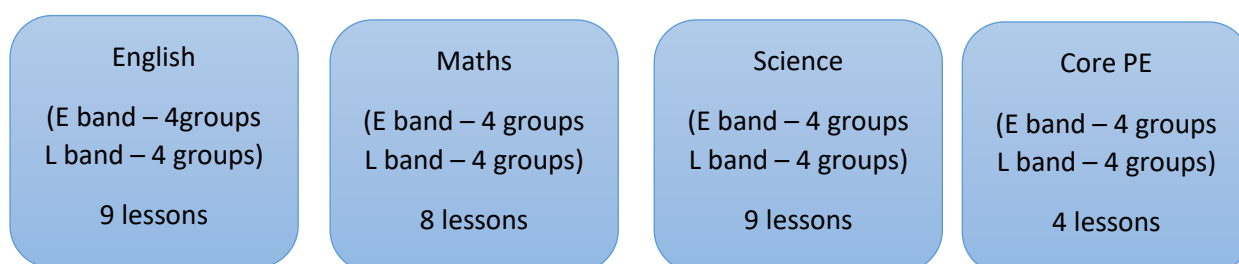 English
(E band – 4groups
L band – 4 groups)
9 lessons
Maths
(E band – 4 groups
L band – 4 groups)
8 lessons
Science
(E band – 4 groups
L band – 4 groups)
9 lessons
Core PE
(E band – 4 groups
L band – 4 groups)
4 lessons